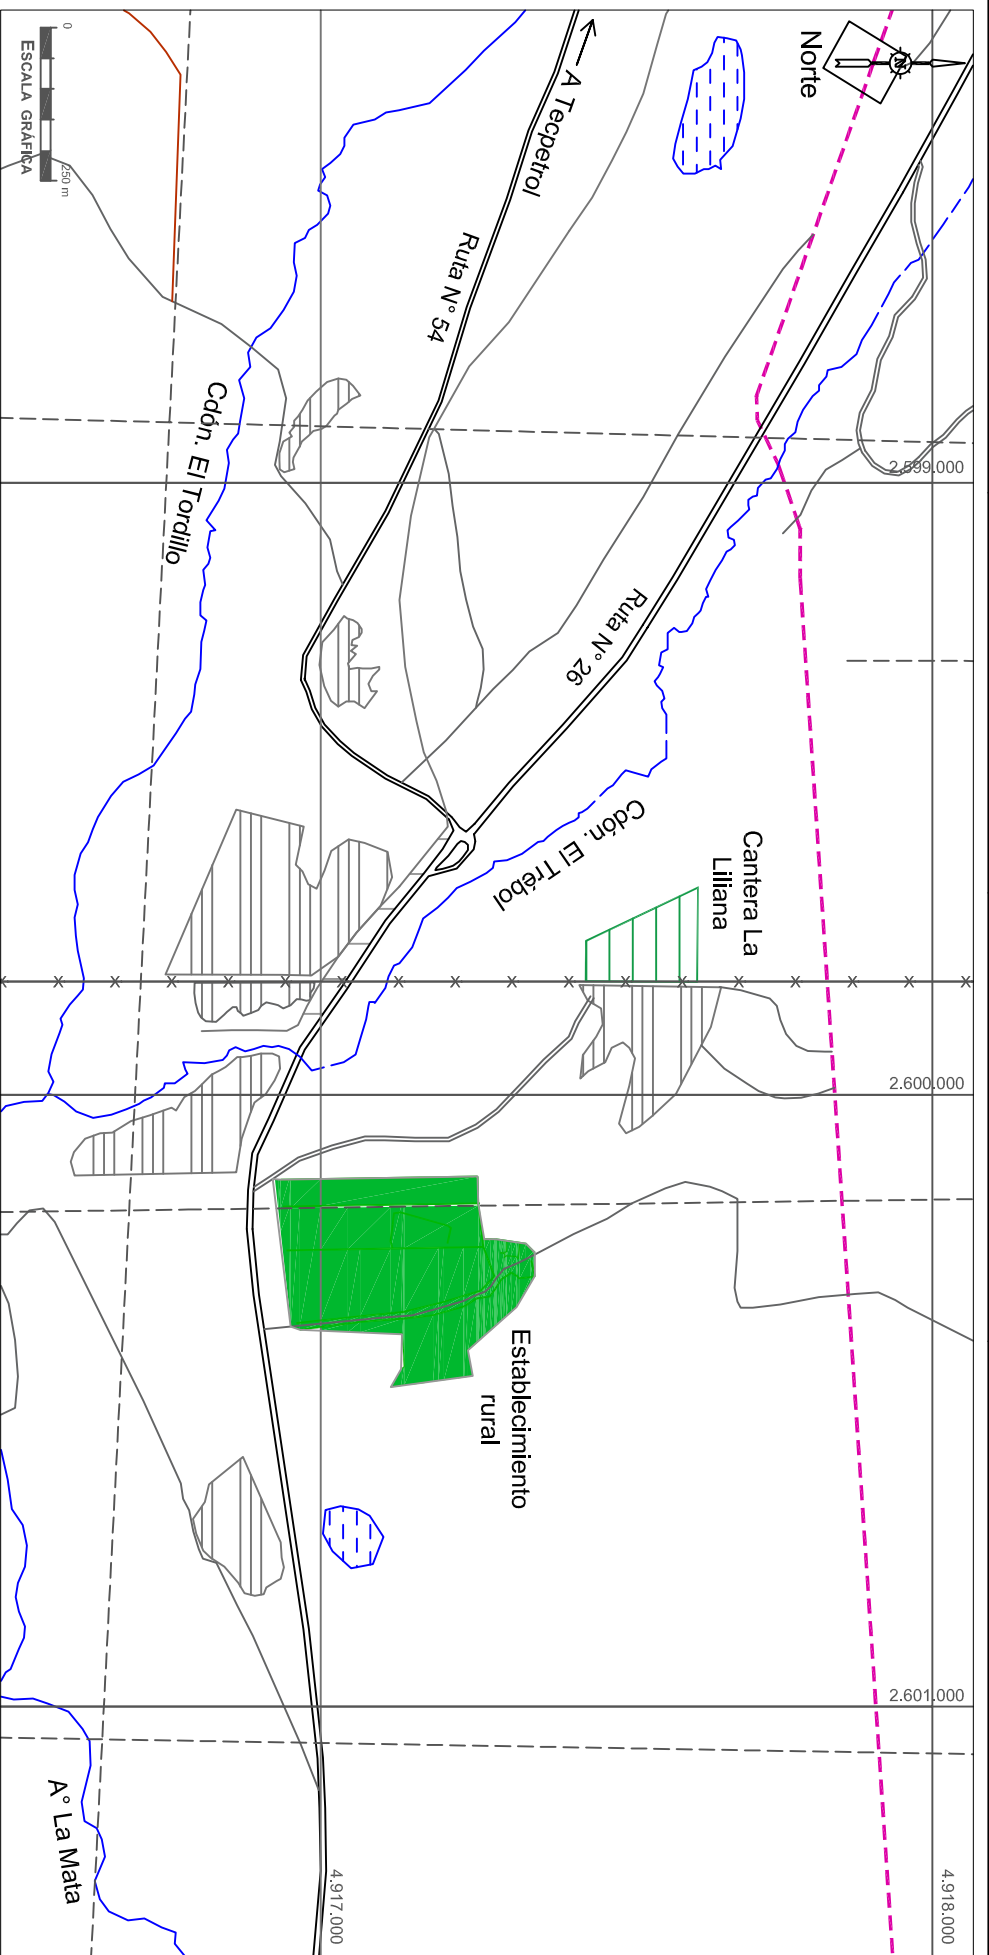 Norte
N
4.918.000
2.599.000
2.600.000
2.601.000
Cantera La
Liliana
Ruta N° 26
Cdón. El Trébol
A Tecpetrol
Ruta N° 54
Establecimiento
rural
4.917.000
Cdón. El Tordillo
A° La Mata
0
250 m
ESCALA GRÁFICA